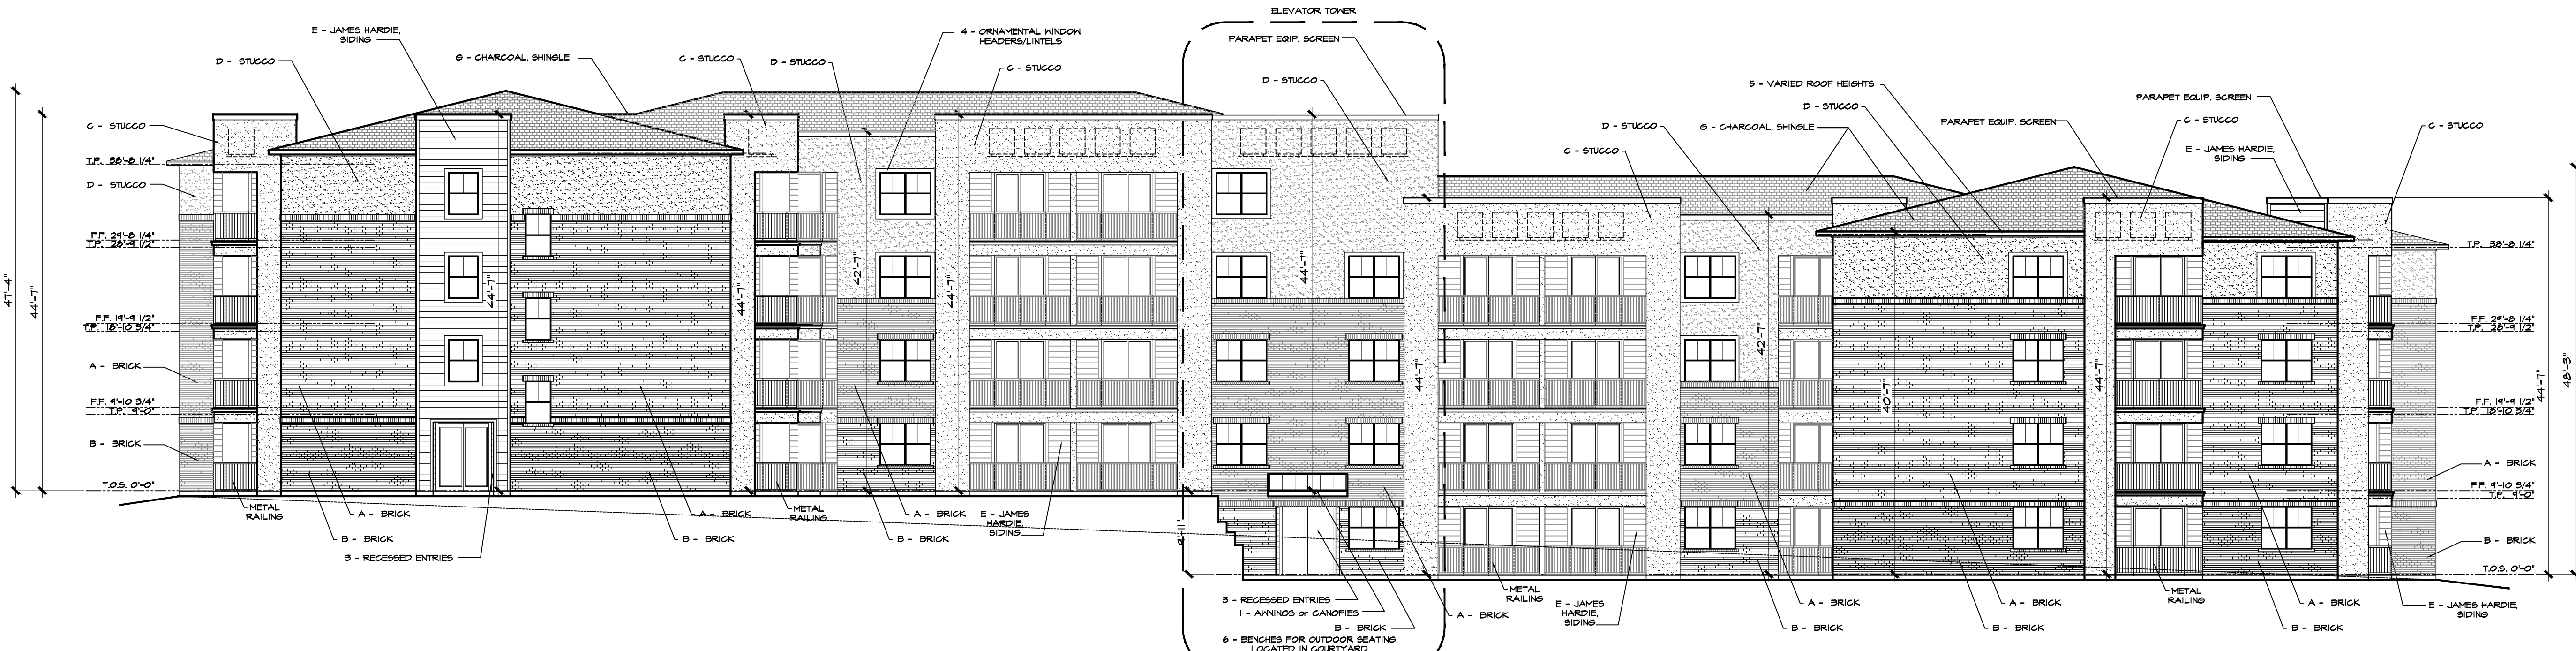 ELEVATOR TOWER
E - JAMES HARDIE,
SIDING
4 - ORNAMENTAL WINDOW
HEADERS/LINTELS
PARAPET EQIP. SCREEN
D - STUCCO
G - CHARCOAL, SHINGLE
C - STUCCO
D - STUCCO
C - STUCCO
D - STUCCO
5 - VARIED ROOF HEIGHTS
D - STUCCO
PARAPET EQUIP. SCREEN
C - STUCCO
D - STUCCO
G - CHARCOAL, SHINGLE
PARAPET EQUIP. SCREEN
C - STUCCO
C - STUCCO
C - STUCCO
E - JAMES HARDIE,
SIDING
T.P. 38'-8 1/4"
D - STUCCO
F.F. 29'-8 1/4"
T.P. 28'-9 1/2"
T.P. 38'-8 1/4"
47'-4"
44'-7"
44'-7"
44'-7"
42'-7"
44'-7"
44'-7"
F.F. 19'-9 1/2"
T.P. 18'-10 3/4"
F.F. 29'-8 1/4"
T.P. 28'-9 1/2"
44'-7"
42'-7"
40'-7"
44'-7"
44'-7"
48'-3"
A - BRICK
F.F. 9'-10 3/4"
T.P. 9'-0"
F.F. 19'-9 1/2"
T.P. 18'-10 3/4"
B - BRICK
A - BRICK
T.O.S. 0'-0"
F.F. 9'-10 3/4"
T.P. 9'-0"
METAL
RAILING
A - BRICK
A - BRICK
METAL
RAILING
A - BRICK
E - JAMES
HARDIE,
SIDING
9'-11"
B - BRICK
B - BRICK
B - BRICK
B - BRICK
3 - RECESSED ENTRIES
T.O.S. 0'-0"
3 - RECESSED ENTRIES
1 - AWNINGS or CANOPIES
B - BRICK
6 - BENCHES FOR OUTDOOR SEATING
LOCATED IN COURTYARD
A - BRICK
METAL
RAILING
E - JAMES
HARDIE,
SIDING
A - BRICK
B - BRICK
A - BRICK
B - BRICK
METAL
RAILING
A - BRICK
B - BRICK
E - JAMES HARDIE,
SIDING